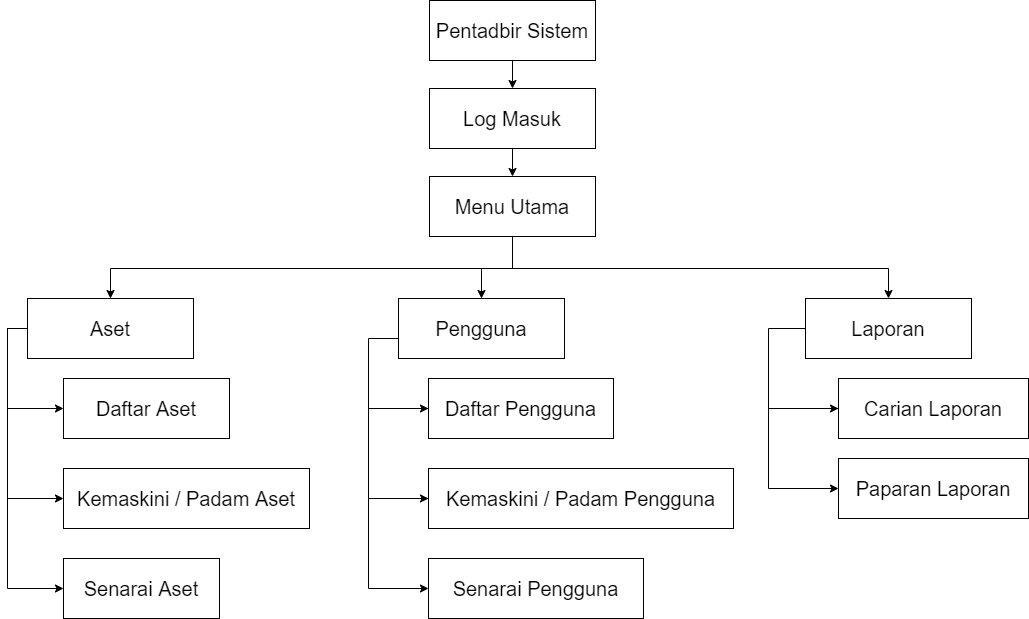 Pentadbir Sistem
Log Masuk
Menu Utama
Aset
Pengguna
Laporan
Daftar Aset
Daftar Pengguna
Carian Laporan
Kemaskini / Padam Aset
Kemaskini / Padam Pengguna
Paparan Laporan
Senarai Aset
Senarai Pengguna